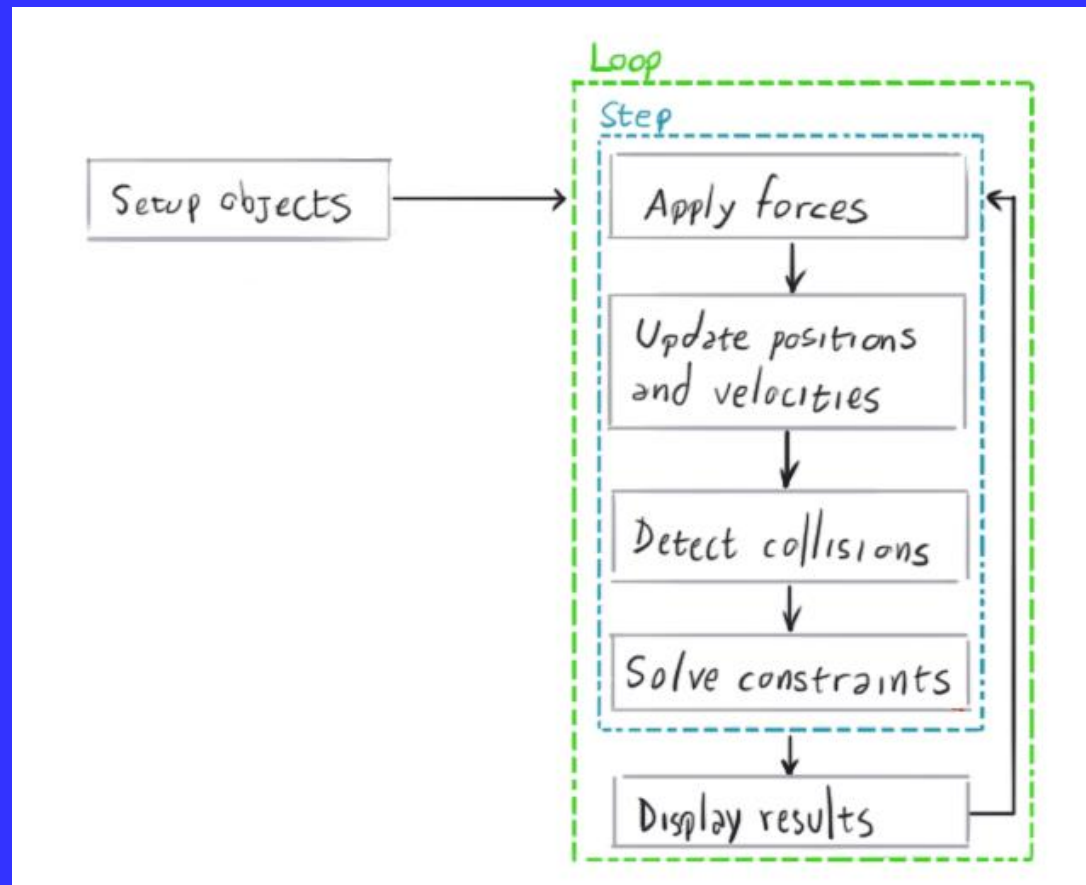 Loop
Step
Setup objects
Apply forces
Update positions
and velocities
Detect collisions
Solve constraints
Display results